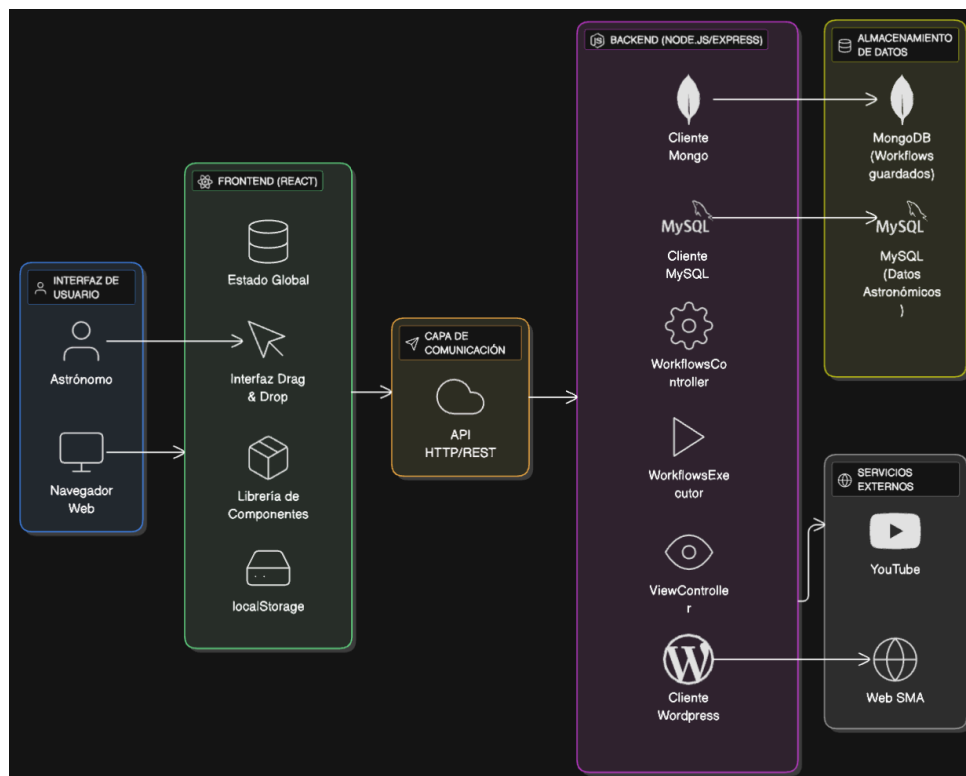 INTERFAZ DE
USUARIO
Astrónomo
Navegador
Web
FRONTEND (REACT)
Estado Global
Interfaz Drag
& Drop
Librería de
Componentes
localStorage
CAPA DE
COMUNICACIÓN
API
HTTP/REST
BACKEND (NODE.JS/EXPRESS)
Cliente
Mongo
MySQL
Cliente
MySQL
WorkflowsCo
ntroller
WorkflowsExe
cutor
ViewControlle
r
Cliente
Wordpress
ALMACENAMIENTO
DE DATOS
MongoDB
(Workflows
guardados)
MySQL
MySQL
(Datos
Astronómicos
)
SERVICIOS
EXTERNOS
YouTube
Web SMA